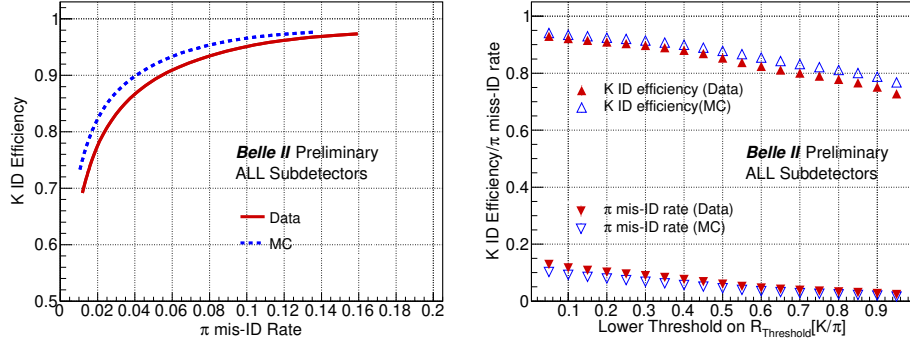 K ID Efficiency
1
0.9
0.8
0.7
0.6
0.5
Belle II Preliminary
ALL Subdetectors
Data
MC
0 0.02 0.04 0.06 0.08 0.1 0.12 0.14 0.16 0.18 0.2
π mis-ID Rate
K ID Efficiency/π miss-ID rate
1
0.8
0.6
0.4
0.2
0
K ID efficiency (Data)
K ID efficiency(MC)
Belle II Preliminary
ALL Subdetectors
π mis-ID rate (Data)
π mis-ID rate (MC)
0.1 0.2 0.3 0.4 0.5 0.6 0.7 0.8 0.9
Lower Threshold on R_Threshold[K/π]